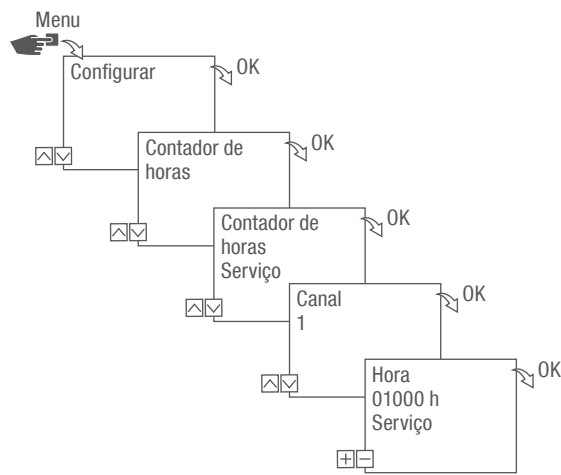 Menu
Configurar
OK
Contador de
horas
OK
Contador de
horas
Serviço
OK
Canal
1
OK
Hora
01000 h
Serviço
OK
+ −